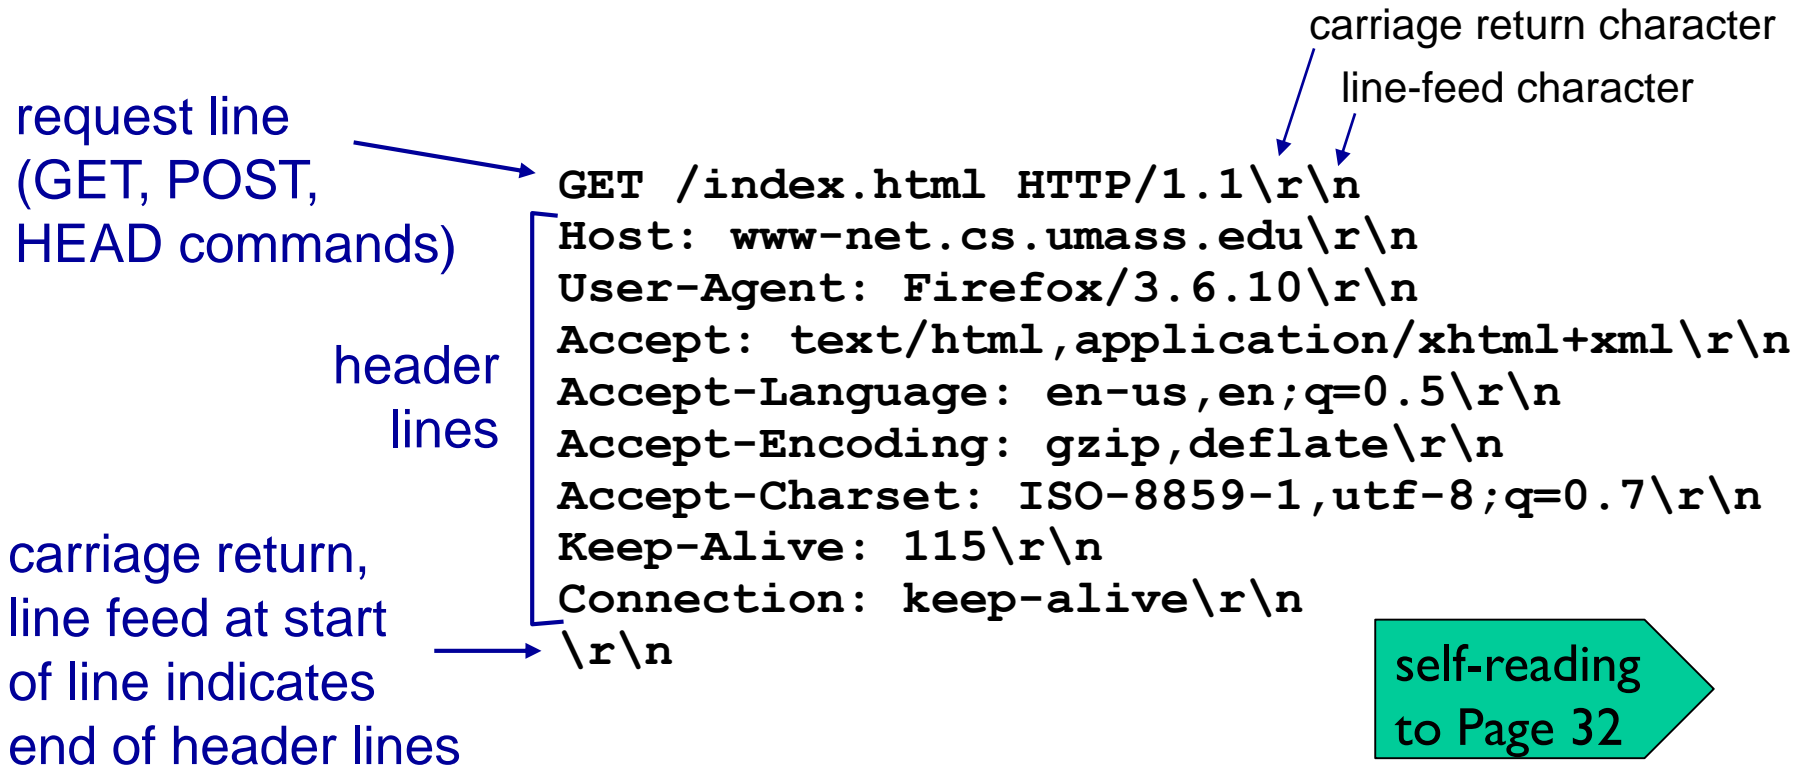 carriage return character
line-feed character
request line
(GET, POST,
HEAD commands)
GET /index.html HTTP/1.1\r\n
Host: www-net.cs.umass.edu\r\n
User-Agent: Firefox/3.6.10\r\n
Accept: text/html,application/xhtml+xml\r\n
Accept-Language: en-us,en;q=0.5\r\n
Accept-Encoding: gzip,deflate\r\n
Accept-Charset: ISO-8859-1,utf-8;q=0.7\r\n
Keep-Alive: 115\r\n
Connection: keep-alive\r\n
\r\n
header
lines
carriage return,
line feed at start
of line indicates
end of header lines
self-reading
to Page 32